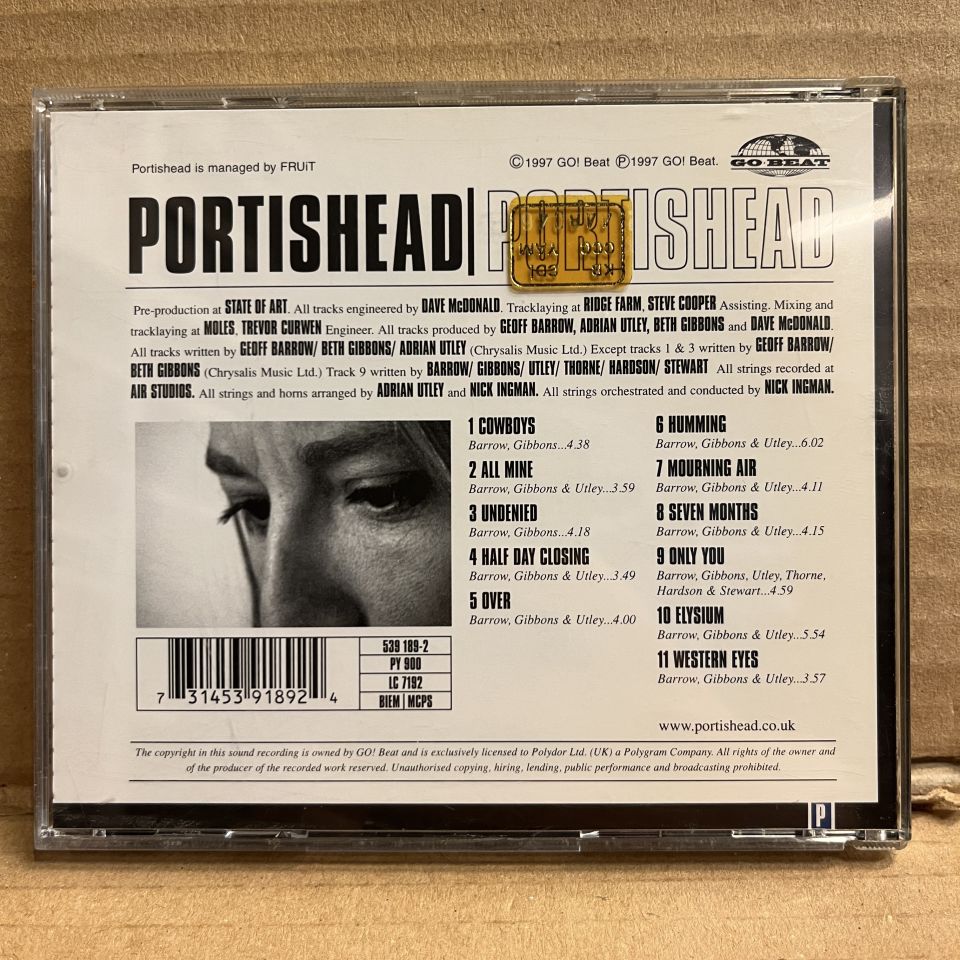 Portishead is managed by FRUiT
Ⓒ1997 GO! Beat Ⓟ1997 GO! Beat.
GO BEAT
PORTISHEAD| PORTISHEAD
Pre-production at STATE OF ART. All tracks engineered by DAVE McDONALD. Tracklaying at RIDGE FARM, STEVE COOPER Assisting. Mixing and
tracklaying at MOLES, TREVOR CURWEN Engineer. All tracks produced by GEOFF BARROW, ADRIAN UTLEY, BETH GIBBONS and DAVE McDONALD.
All tracks written by GEOFF BARROW/ BETH GIBBONS/ ADRIAN UTLEY (Chrysalis Music Ltd.) Except tracks 1 & 3 written by GEOFF BARROW/
BETH GIBBONS (Chrysalis Music Ltd.) Track 9 written by BARROW/ GIBBONS/ UTLEY/ THORNE/ HARDSON/ STEWART All strings recorded at
AIR STUDIOS. All strings and horns arranged by ADRIAN UTLEY and NICK INGMAN. All strings orchestrated and conducted by NICK INGMAN.
1 COWBOYS
Barrow, Gibbons...4.38
2 ALL MINE
Barrow, Gibbons & Utley...3.59
3 UNDENIED
Barrow, Gibbons...4.18
4 HALF DAY CLOSING
Barrow, Gibbons & Utley...3.49
5 OVER
Barrow, Gibbons & Utley...4.00
6 HUMMING
Barrow, Gibbons & Utley...6.02
7 MOURNING AIR
Barrow, Gibbons & Utley...4.11
8 SEVEN MONTHS
Barrow, Gibbons & Utley...4.15
9 ONLY YOU
Barrow, Gibbons, Utley, Thorne,
Hardson & Stewart...4.59
10 ELYSIUM
Barrow, Gibbons & Utley...5.54
11 WESTERN EYES
Barrow, Gibbons & Utley...3.57
539 189-2
PY 900
LC 7192
BIEM | MCPS
7 31453 91892 4
www.portishead.co.uk
The copyright in this sound recording is owned by GO! Beat and is exclusively licensed to Polydor Ltd. (UK) a Polygram Company. All rights of the owner and
of the producer of the recorded work reserved. Unauthorised copying, hiring, lending, public performance and broadcasting prohibited.
P